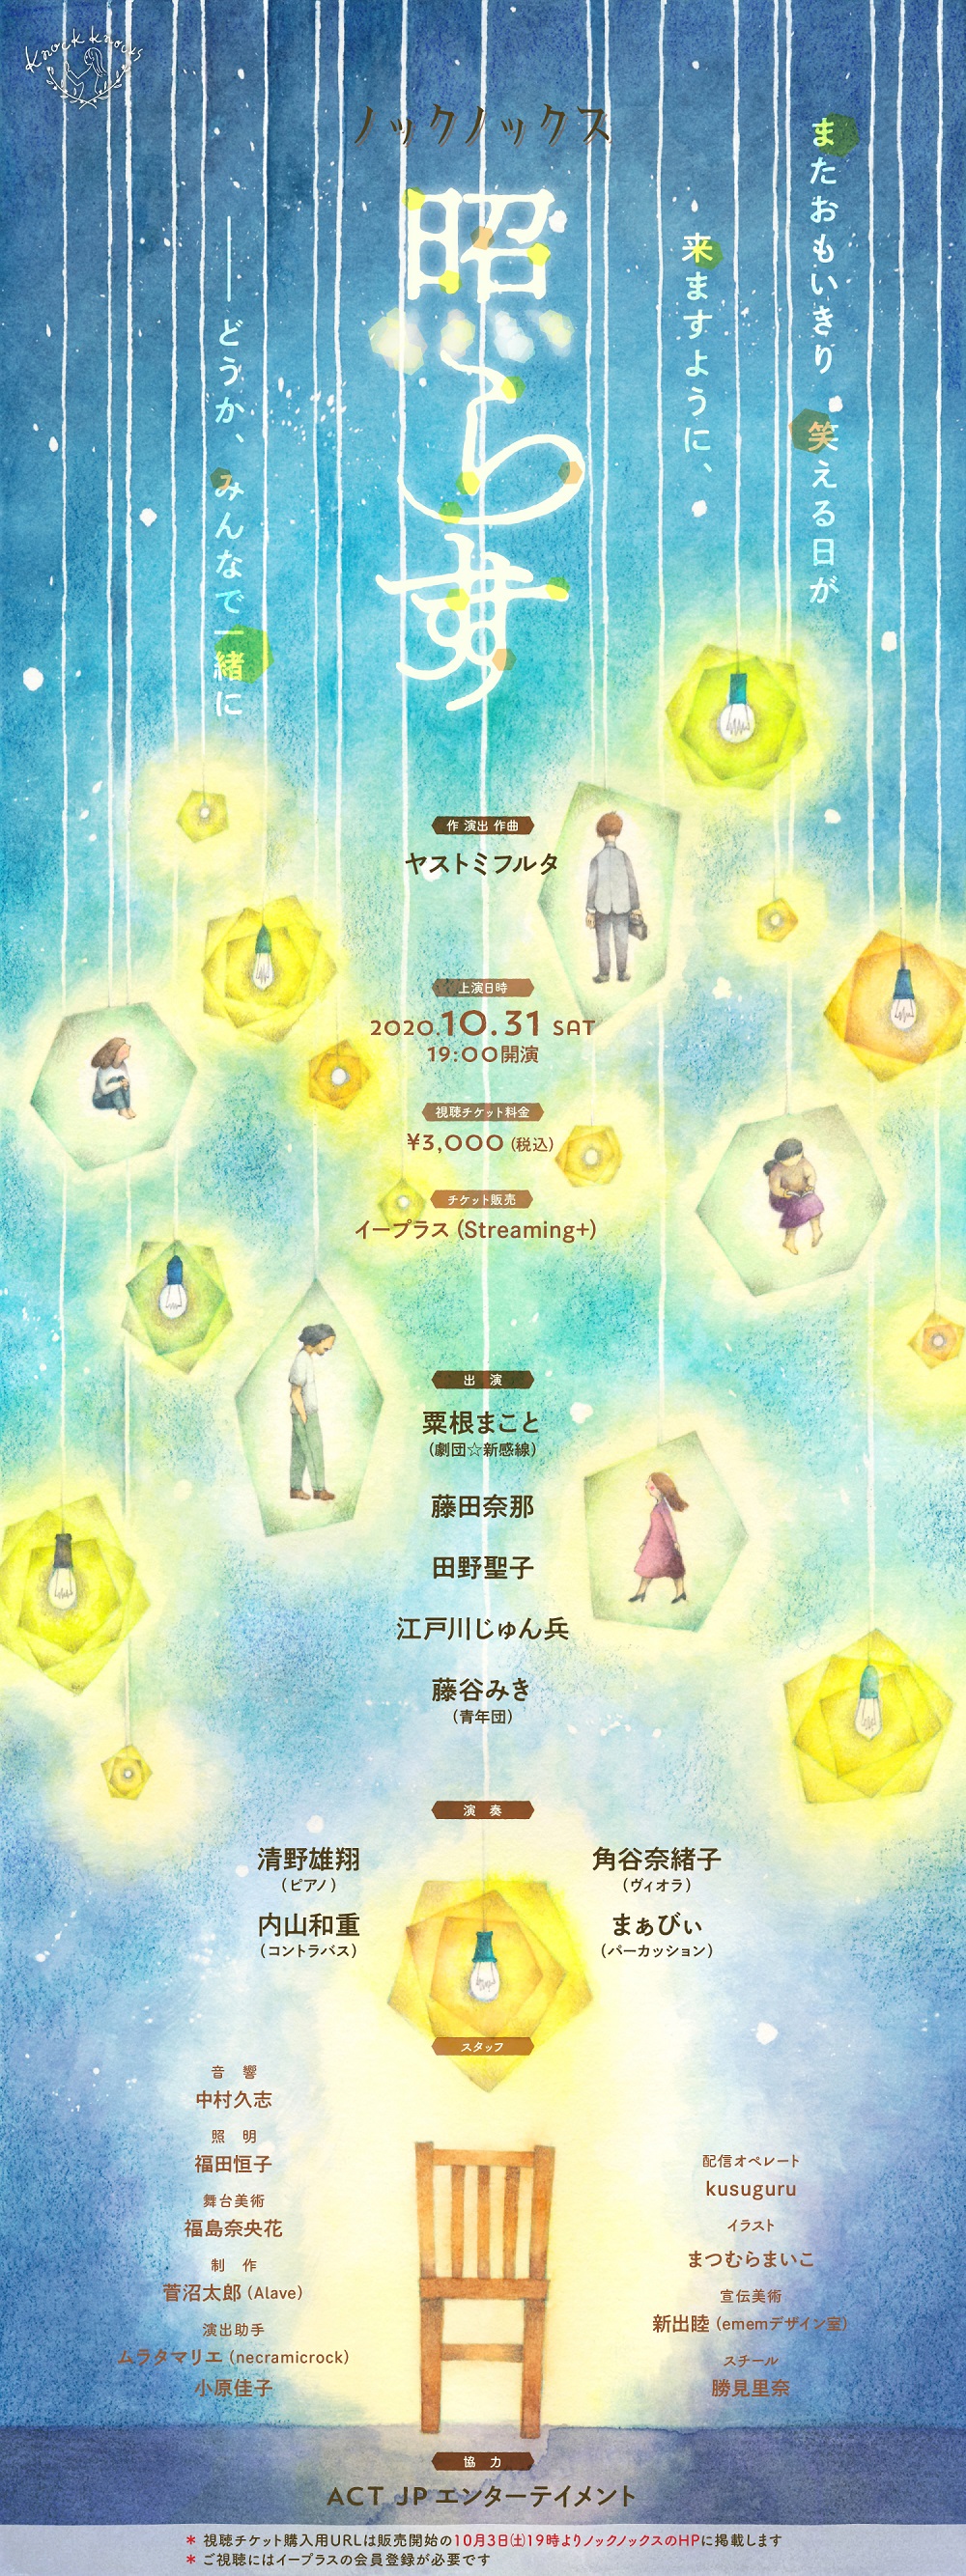 knock knocks
ノックノックス
照らす
またおもいきり 笑える日が
来ますように、
――どうか、みんなで一緒に
作 演出 作曲
ヤストミフルタ
上演日時
2020.10.31 SAT
19:00開演
視聴チケット料金
¥3,000 (税込)
チケット販売
イープラス (Streaming+)
出 演
粟根まこと
(劇団☆新感線)
藤田奈那
田野聖子
江戸川じゅん兵
藤谷みき
(青年団)
演 奏
清野雄翔
(ピアノ)
角谷奈緒子
(ヴィオラ)
内山和重
(コントラバス)
まぁびぃ
(パーカッション)
スタッフ
音 響
中村久志
照 明
福田恒子
舞台美術
福島奈央花
制 作
菅沼太郎 (Alave)
演出助手
ムラタマリエ (necramicrock)
小原佳子
配信オペレート
kusuguru
イラスト
まつむらまいこ
宣伝美術
新出睦 (ememデザイン室)
スチール
勝見里奈
協 力
ACT JP エンターテイメント
＊ 視聴チケット購入用URLは販売開始の10月3日(土)19時よりノックノックスのHPに掲載します
＊ ご視聴にはイープラスの会員登録が必要です